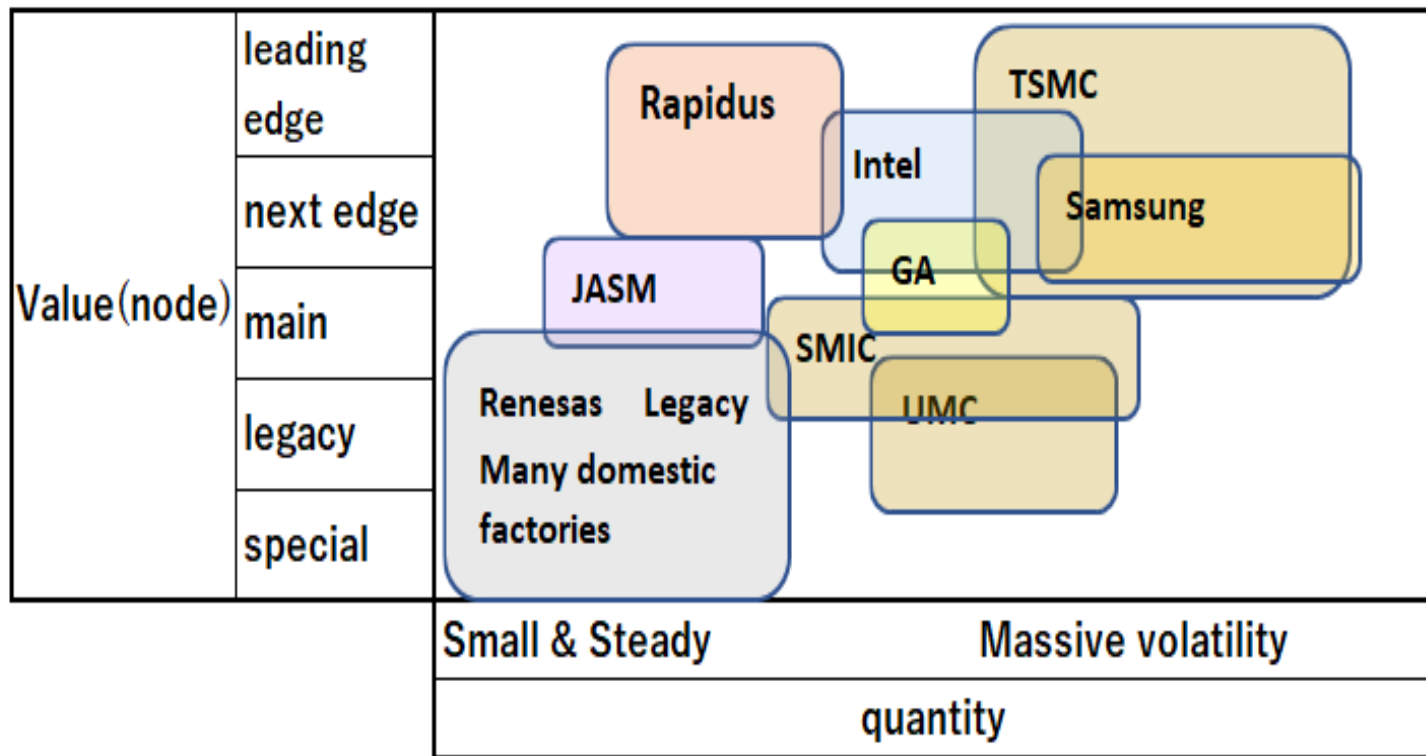 leading
edge
next edge
Value(node)
main
legacy
special
Rapidus
TSMC
Intel
Samsung
GA
JASM
SMIC
UMC
Renesas Legacy
Many domestic
factories
Small & Steady
Massive volatility
quantity